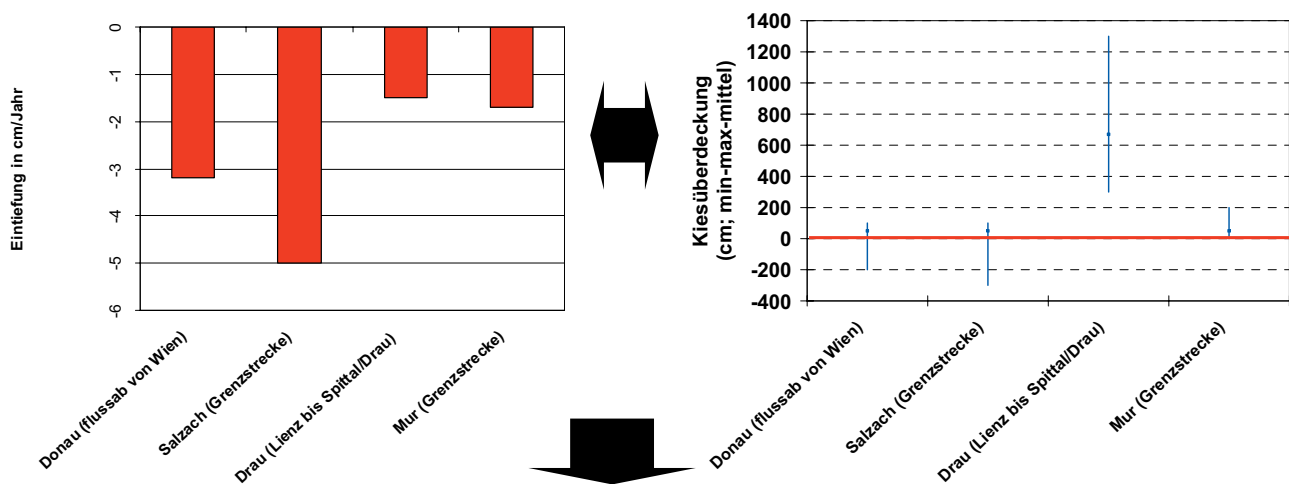 Eintiefung in cm/Jahr
0
-1
-2
-3
-4
-5
-6
Donau (flussab von Wien)
Salzach (Grenzstrecke)
Drau (Lienz bis Spittal/Drau)
Mur (Grenzstrecke)
Kiesüberdeckung
(cm; min-max-mittel)
1400
1200
1000
800
600
400
200
0
-200
-400
Donau (flussab von Wien)
Salzach (Grenzstrecke)
Drau (Lienz bis Spittal/Drau)
Mur (Grenzstrecke)